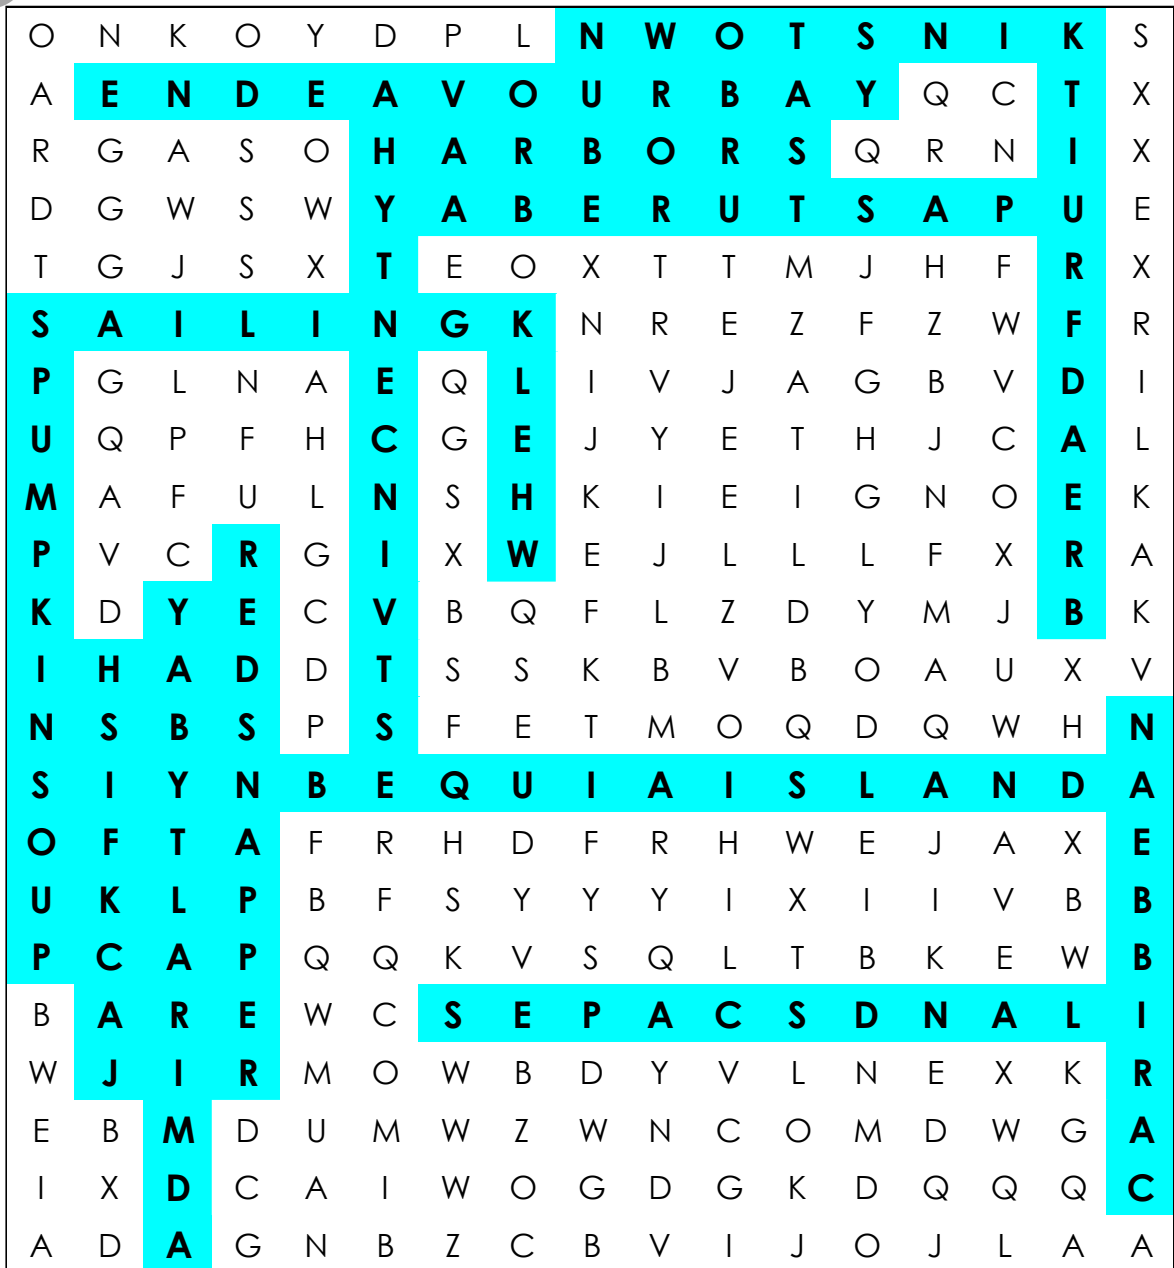 O N K O Y D P L N W O T S N I K S
A E N D E A V O U R B A Y Q C T X
R G A S O H A R B O R S Q R N I X
D G W S W Y A B E R U T S A P U E
T G J S X T E O X T T M J H F R X
S A I L I N G K N R E Z F Z W F R
P G L N A E Q L I V J A G B V D I
U Q P F H C G E J Y E T H J C A L
M A F U L N S H K I E I G N O E K
P V C R G I X W E J L L L F X R A
K D Y E C V B Q F L Z D Y M J B K
I H A D D T S S K B V B O A U X V
N S B S P S F E T M O Q D Q W H N
S I Y N B E Q U I A I S L A N D A
O F T A F R H D F R H W E J A X E
U K L P B F S Y Y Y I X I I V B B
P C A P Q Q K V S Q L T B K E W B
B A R E W C S E P A C S D N A L I
W J I R M O W B D Y V L N E X K R
E B M D U M W Z W N C O M D W G A
I X D C A I W O G D G K D Q Q Q C
A D A G N B Z C B V I J O J L A A